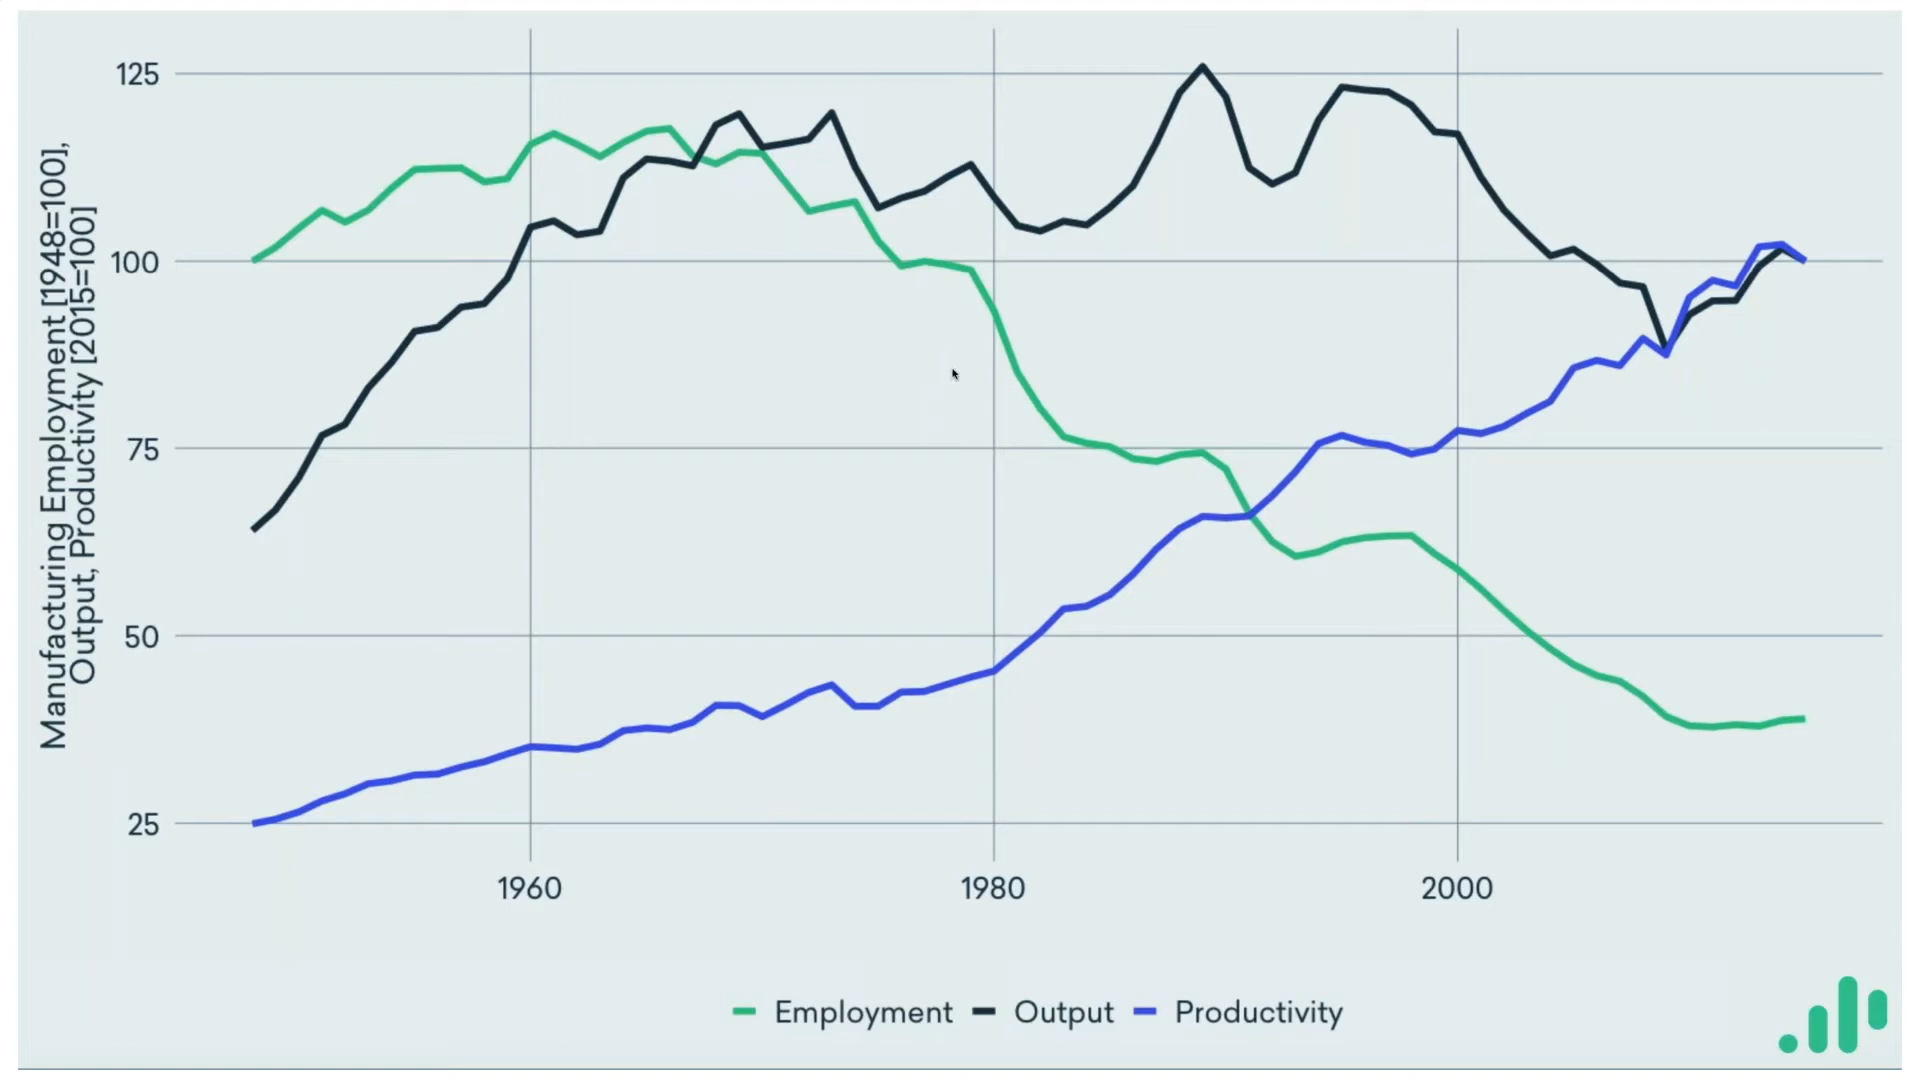 Manufacturing Employment [1948=100],
Output, Productivity [2015=100]
125
100
75
50
25
1960 1980 2000
Employment Output Productivity